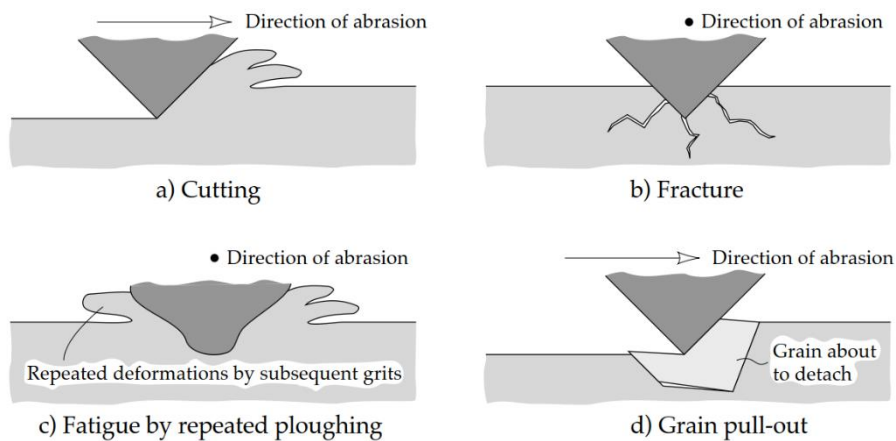 Direction of abrasion
Direction of abrasion
a) Cutting
b) Fracture
Direction of abrasion
Direction of abrasion
Repeated deformations by subsequent grits
Grain about
to detach
c) Fatigue by repeated ploughing
d) Grain pull-out